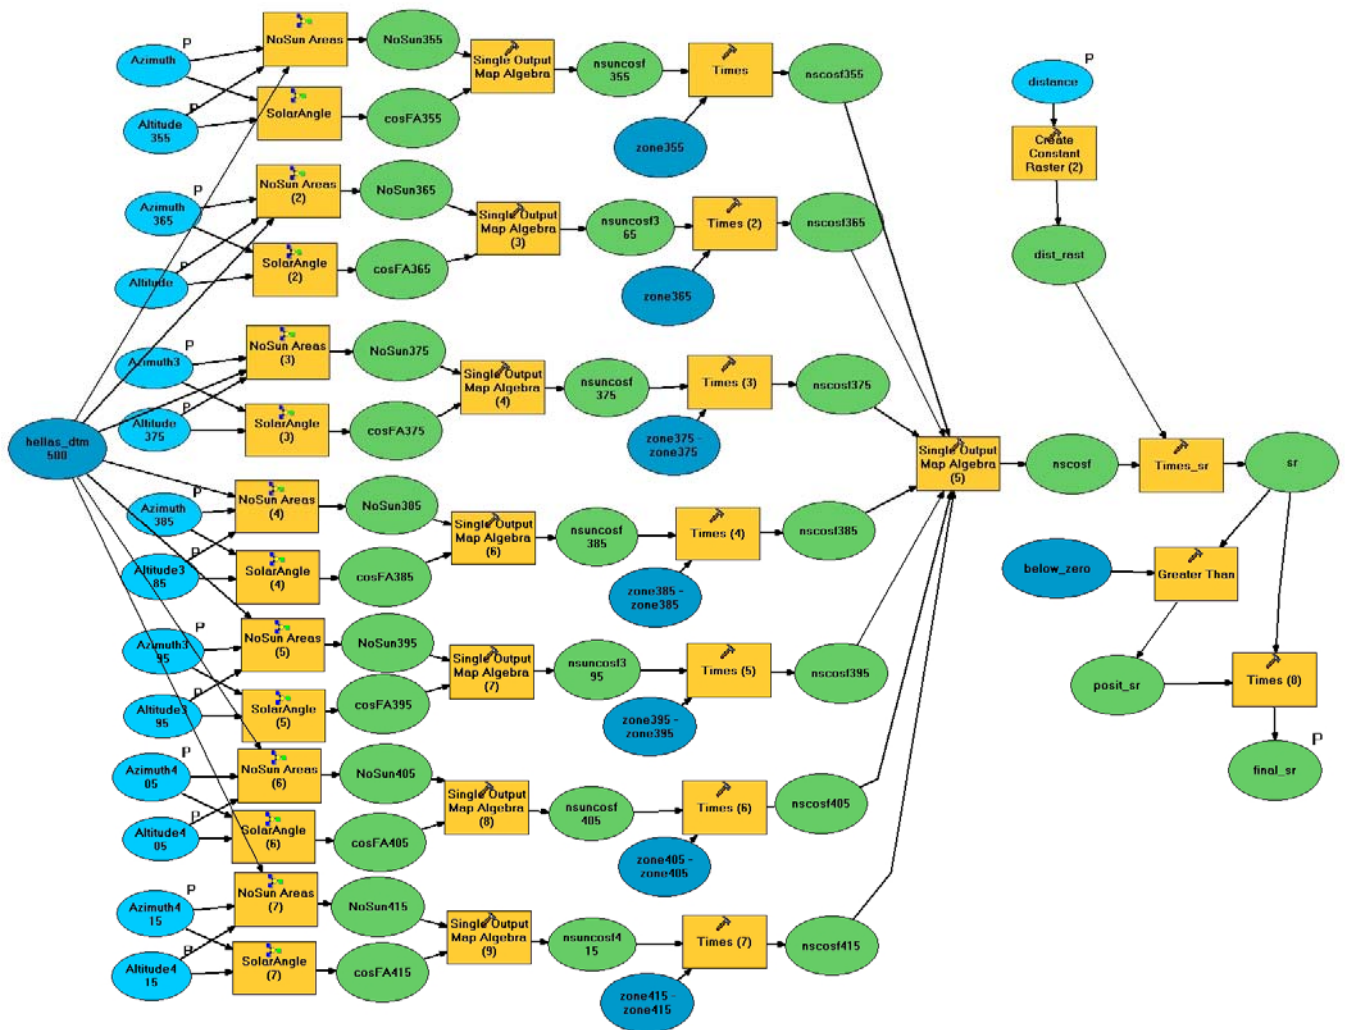 P
Azimuth
P
Altitude
355
NoSun Areas
SolarAngle
NoSun355
cosFA355
Single Output
Map Algebra
nsuncosf
355
Times
zone355
nscosf355
P
distance
Create
Constant
Raster (2)
dist_rast
P
Azimuth
365
P
Altitude
NoSun Areas
(2)
SolarAngle
(2)
NoSun365
cosFA365
Single Output
Map Algebra
(3)
nsuncosf3
65
Times (2)
zone365
nscosf365
P
Azimuth3
P
Altitude
375
NoSun Areas
(3)
SolarAngle
(3)
NoSun375
cosFA375
Single Output
Map Algebra
(4)
nsuncosf
375
Times (3)
zone375 -
zone375
nscosf375
hellas_dtm
500
Single Output
Map Algebra
(5)
nscosf
Times_sr
sr
P
Azimuth
385
P
Altitude3
85
NoSun Areas
(4)
SolarAngle
(4)
NoSun385
cosFA385
Single Output
Map Algebra
(6)
nsuncosf
385
Times (4)
zone385 -
zone385
nscosf385
below_zero
Greater Than
P
Azimuth3
95
P
Altitude3
95
NoSun Areas
(5)
SolarAngle
(5)
NoSun395
cosFA395
Single Output
Map Algebra
(7)
nsuncosf3
95
Times (5)
zone395 -
zone395
nscosf395
posit_sr
Times (8)
P
final_sr
P
Azimuth4
05
P
Altitude4
05
NoSun Areas
(6)
SolarAngle
(6)
NoSun405
cosFA405
Single Output
Map Algebra
(8)
nsuncosf
405
Times (6)
zone405 -
zone405
nscosf405
P
Azimuth4
15
P
Altitude4
15
NoSun Areas
(7)
SolarAngle
(7)
NoSun415
cosFA415
Single Output
Map Algebra
(9)
nsuncosf4
15
Times (7)
zone415 -
zone415
nscosf415